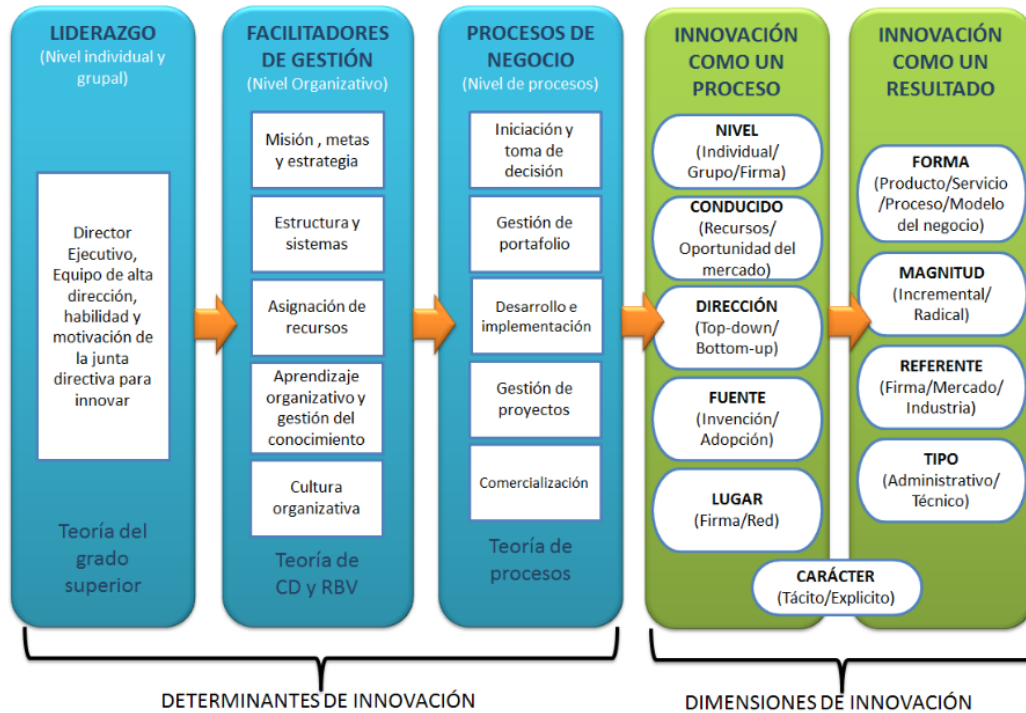 LIDERAZGO
(Nivel individual y
grupal)
Director
Ejecutivo,
Equipo de alta
dirección,
habilidad y
motivación de
la junta
directiva para
innovar
Teoría del
grado
superior
FACILITADORES
DE GESTIÓN
(Nivel Organizativo)
Misión , metas
y estrategia
Estructura y
sistemas
Asignación de
recursos
Aprendizaje
organizativo y
gestión del
conocimiento
Cultura
organizativa
Teoría de
CD y RBV
PROCESOS DE
NEGOCIO
(Nivel de procesos)
Iniciación y
toma de
decisión
Gestión de
portafolio
Desarrollo e
implementación
Gestión de
proyectos
Comercialización
Teoría de
procesos
INNOVACIÓN
COMO UN
PROCESO
NIVEL
(Individual/
Grupo/Firma)
CONDUCIDO
(Recursos/
Oportunidad del
mercado)
DIRECCIÓN
(Top-down/
Bottom-up)
FUENTE
(Invención/
Adopción)
LUGAR
(Firma/Red)
INNOVACIÓN
COMO UN
RESULTADO
FORMA
(Producto/Servicio
/Proceso/Modelo
del negocio)
MAGNITUD
(Incremental/
Radical)
REFERENTE
(Firma/Mercado/
Industria)
TIPO
(Administrativo/
Técnico)
CARÁCTER
(Tácito/Explicito)
DETERMINANTES DE INNOVACIÓN
DIMENSIONES DE INNOVACIÓN